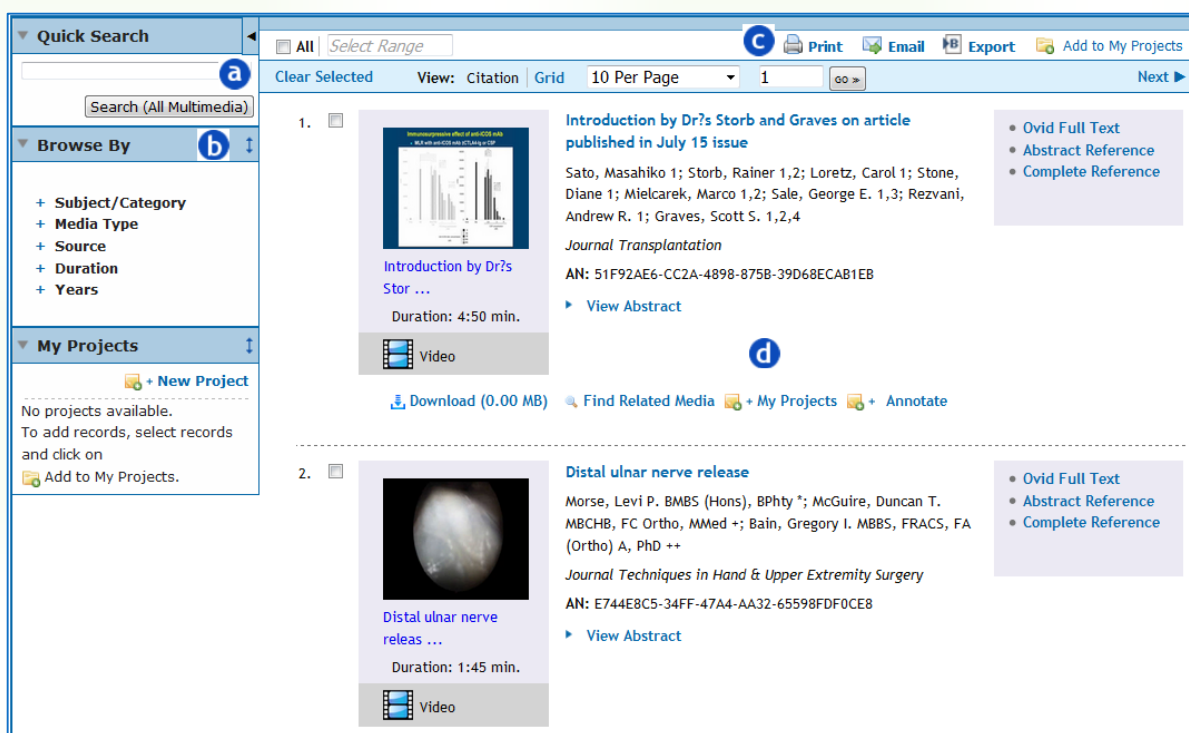 Quick Search
a
Search (All Multimedia)
Browse By
b
+ Subject/Category
+ Media Type
+ Source
+ Duration
+ Years
My Projects
+ New Project
No projects available.
To add records, select records
and click on
Add to My Projects.
All Select Range
c
Print Email Export Add to My Projects
Clear Selected View: Citation Grid 10 Per Page 1 GO » Next
1.
Immunosurpressive effect of anti-ICOS mAb
Introduction by Dr?s
Stor ...
Duration: 4:50 min.
Video
Introduction by Dr?s Storb and Graves on article
published in July 15 issue
Sato, Masahiko 1; Storb, Rainer 1,2; Loretz, Carol 1; Stone,
Diane 1; Mielcarek, Marco 1,2; Sale, George E. 1,3; Rezvani,
Andrew R. 1; Graves, Scott S. 1,2,4
Journal Transplantation
AN: 51F92AE6-CC2A-4898-875B-39D68ECAB1EB
View Abstract
Ovid Full Text
Abstract Reference
Complete Reference
d
Download (0.00 MB) Find Related Media + My Projects + Annotate
2.
Distal ulnar nerve
releas ...
Duration: 1:45 min.
Video
Distal ulnar nerve release
Morse, Levi P. BMBS (Hons), BPhty *; McGuire, Duncan T.
MBCHB, FC Ortho, MMed +; Bain, Gregory I. MBBS, FRACS, FA
(Ortho) A, PhD ++
Journal Techniques in Hand & Upper Extremity Surgery
AN: E744E8C5-34FF-47A4-AA32-65598FDF0CE8
View Abstract
Ovid Full Text
Abstract Reference
Complete Reference